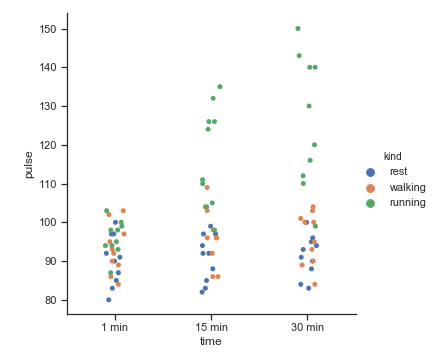 150
140
130
120
110
100
90
80
pulse
1 min
15 min
30 min
time
kind
rest
walking
running